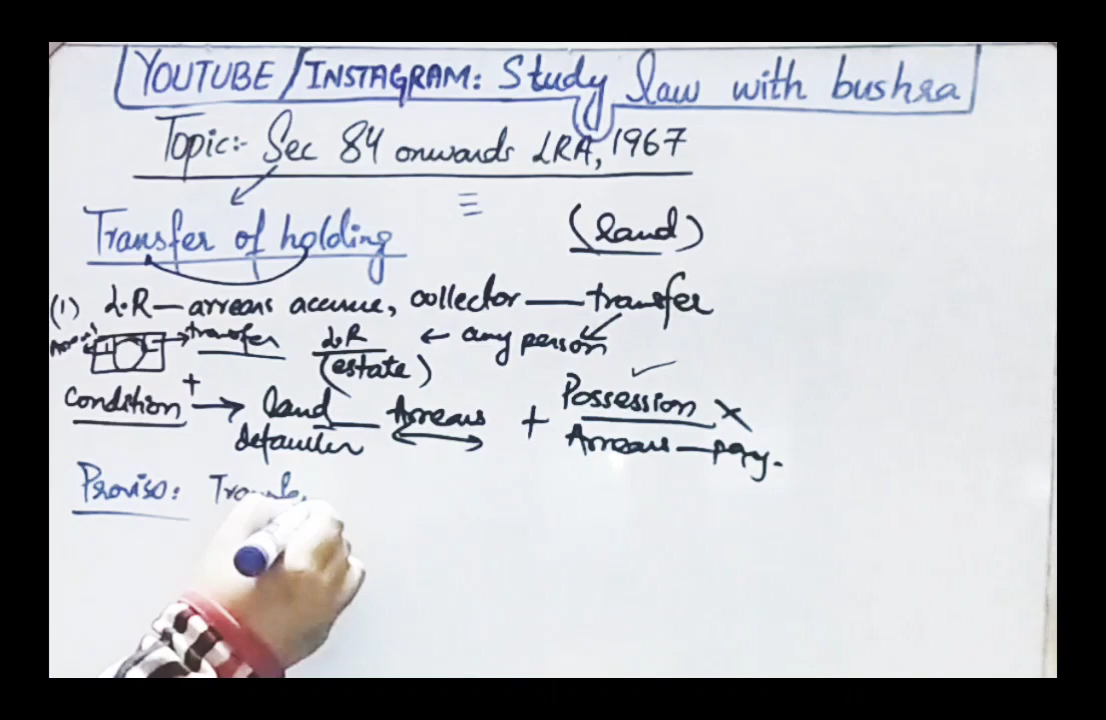 YOUTUBE/INSTAGRAM: Study law with bushra
Topic:- Sec 84 onwards LRA, 1967
Transfer of holding (land)
(1) L.R—arrears accrue, collector—transfer
transfer L.R ← any person
(estate)
Condition + → land Arrears + Possession ×
defaulter Arrears—pay.
Proviso: